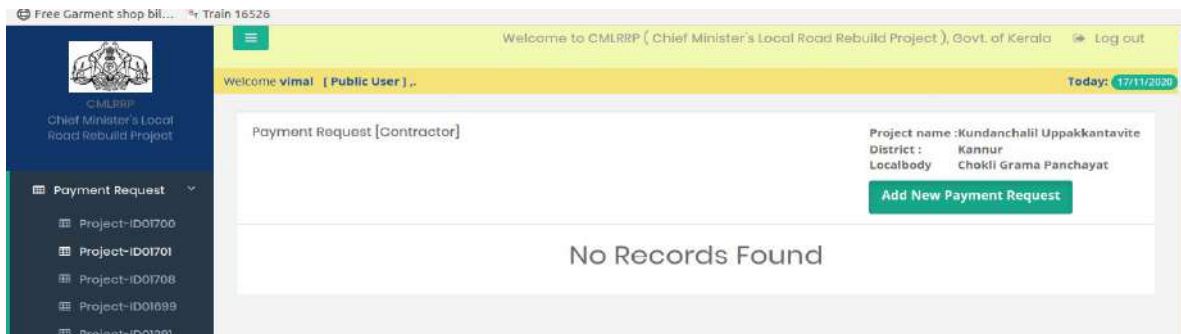 Free Garment shop bil... Train 16526
Welcome to CMLRRP ( Chief Minister's Local Road Rebuild Project ), Govt. of Kerala Log out
Welcome vimal [ Public User ] ,.
Today: 17/11/2020
CMLRRP
Chief Minister's Local
Road Rebuild Project
Payment Request
Project-ID01700
Project-ID01701
Project-ID01708
Project-ID01699
Payment Request [Contractor]
Project name :Kundanchalil Uppakkantavite
District : Kannur
Localbody Chokli Grama Panchayat
Add New Payment Request
No Records Found